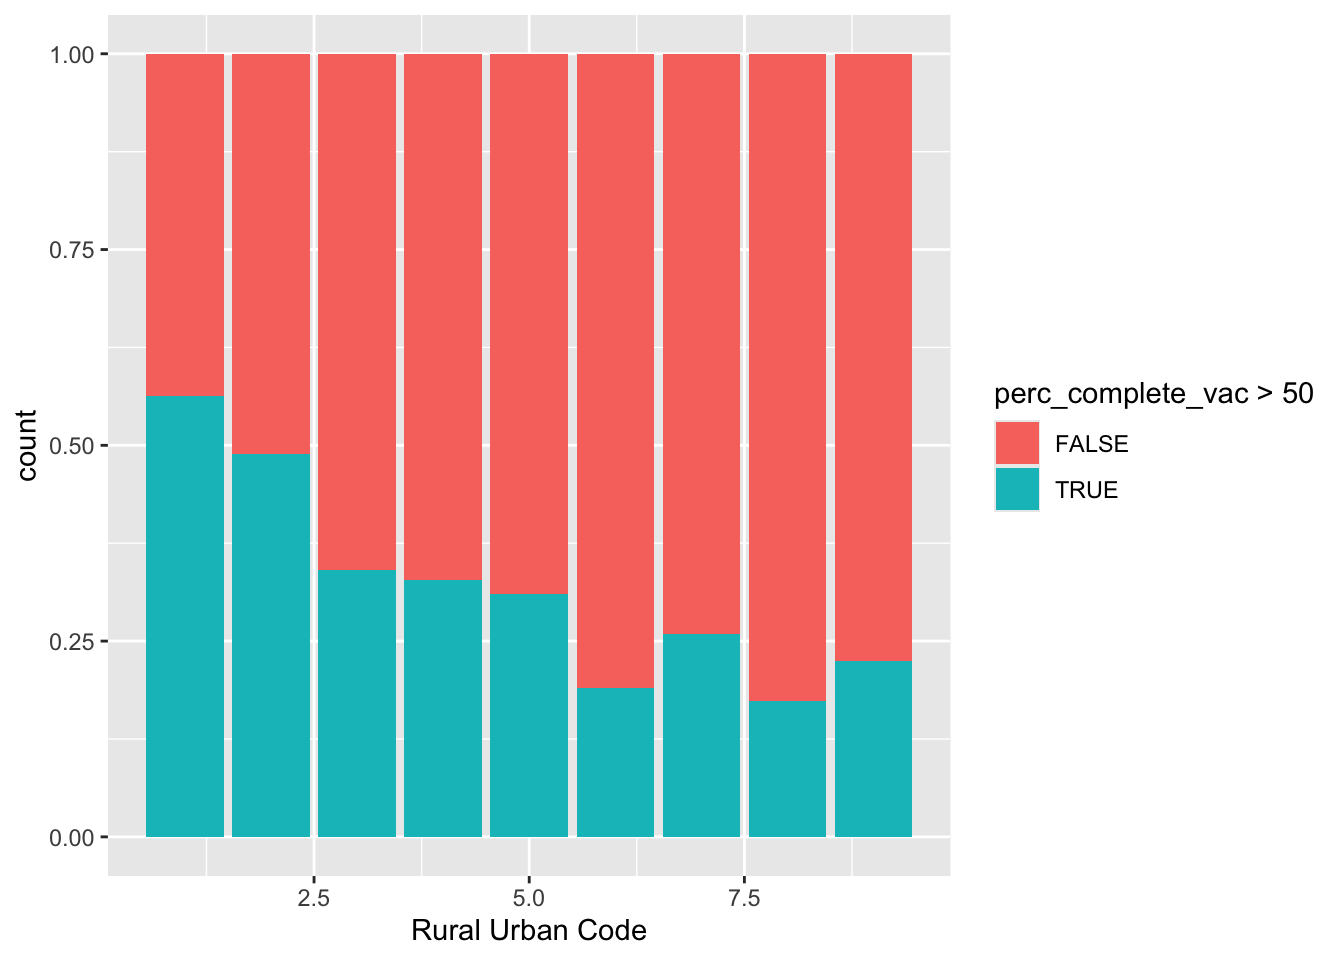 1.00
0.75
0.50
0.25
0.00
count
2.5 5.0 7.5
Rural Urban Code
perc_complete_vac > 50
FALSE
TRUE